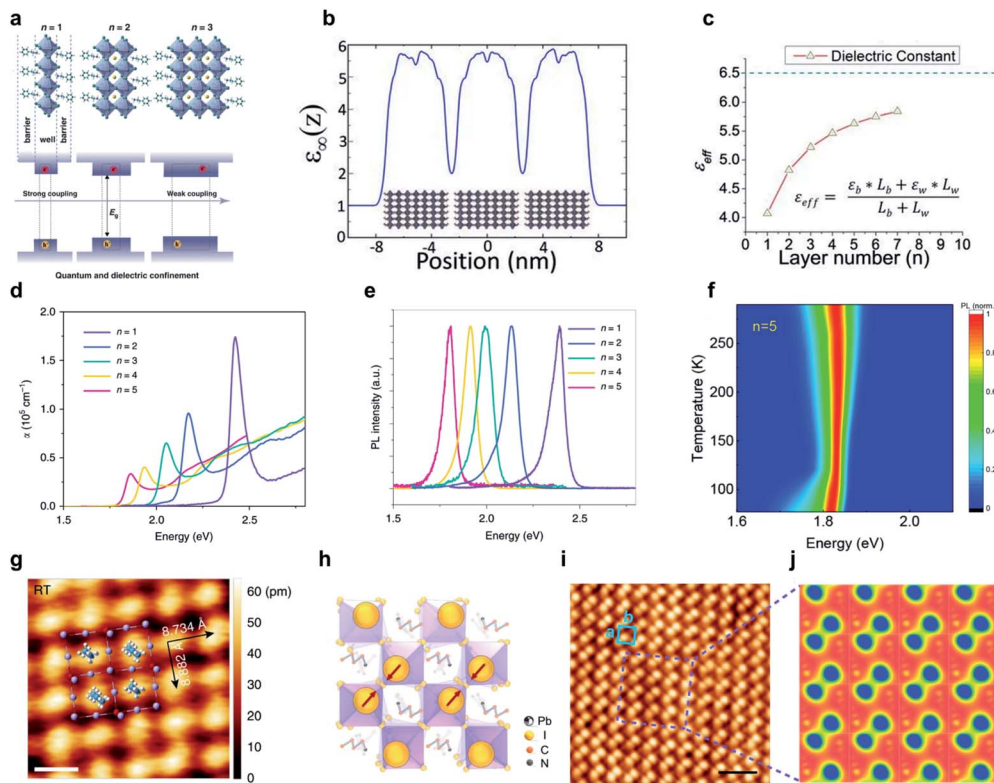 a
n = 1
n = 2
n = 3
barrier
well
barrier
Strong coupling
Weak coupling
E_g
Quantum and dielectric confinement
b
ε∞(z)
6
5
4
3
2
1
0
-10
-6
-2
2
6
10
Position (nm)
c
Dielectric Constant
ε_eff
6.5
6.0
5.5
5.0
4.5
4.0
ε_eff = (ε_b * L_b + ε_w * L_w) / (L_b + L_w)
0 1 2 3 4 5 6 7 8 9 10
Layer number (n)
d
α (10⁵ cm⁻¹)
2.0
1.5
1.0
0.5
0.0
n = 1
n = 2
n = 3
n = 4
n = 5
1.5
2.0
2.5
Energy (eV)
e
PL intensity (a.u.)
n = 1
n = 2
n = 3
n = 4
n = 5
1.5
2.0
2.5
Energy (eV)
f
n=5
Temperature (K)
250
200
150
100
1.6
1.8
2.0
Energy (eV)
PL (norm.
1
0
g
RT
8.734 Å
60 (pm)
50
40
30
20
10
0
h
Pb
I
C
N
i
b
a
j